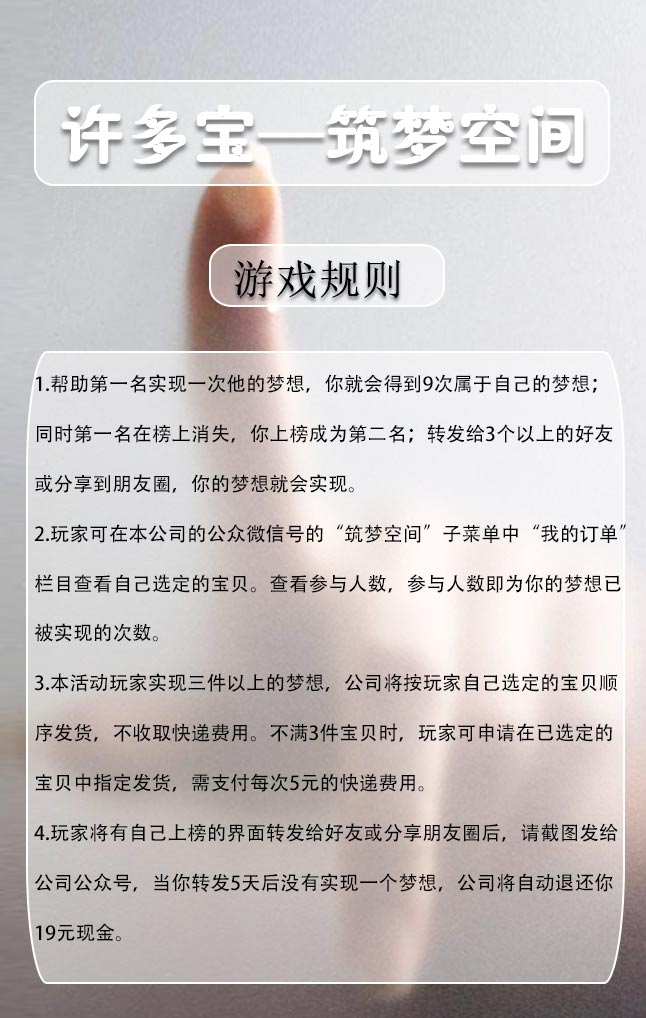 许多宝—筑梦空间
游戏规则
1.帮助第一名实现一次他的梦想，你就会得到9次属于自己的梦想；
同时第一名在榜上消失，你上榜成为第二名；转发给3个以上的好友
或分享到朋友圈，你的梦想就会实现。
2.玩家可在本公司的公众微信号的“筑梦空间”子菜单中“我的订单”
栏目查看自己选定的宝贝。查看参与人数，参与人数即为你的梦想已
被实现的次数。
3.本活动玩家实现三件以上的梦想，公司将按玩家自己选定的宝贝顺
序发货，不收取快递费用。不满3件宝贝时，玩家可申请在已选定的
宝贝中指定发货，需支付每次5元的快递费用。
4.玩家将有自己上榜的界面转发给好友或分享朋友圈后，请截图发给
公司公众号，当你转发5天后没有实现一个梦想，公司将自动退还你
19元现金。